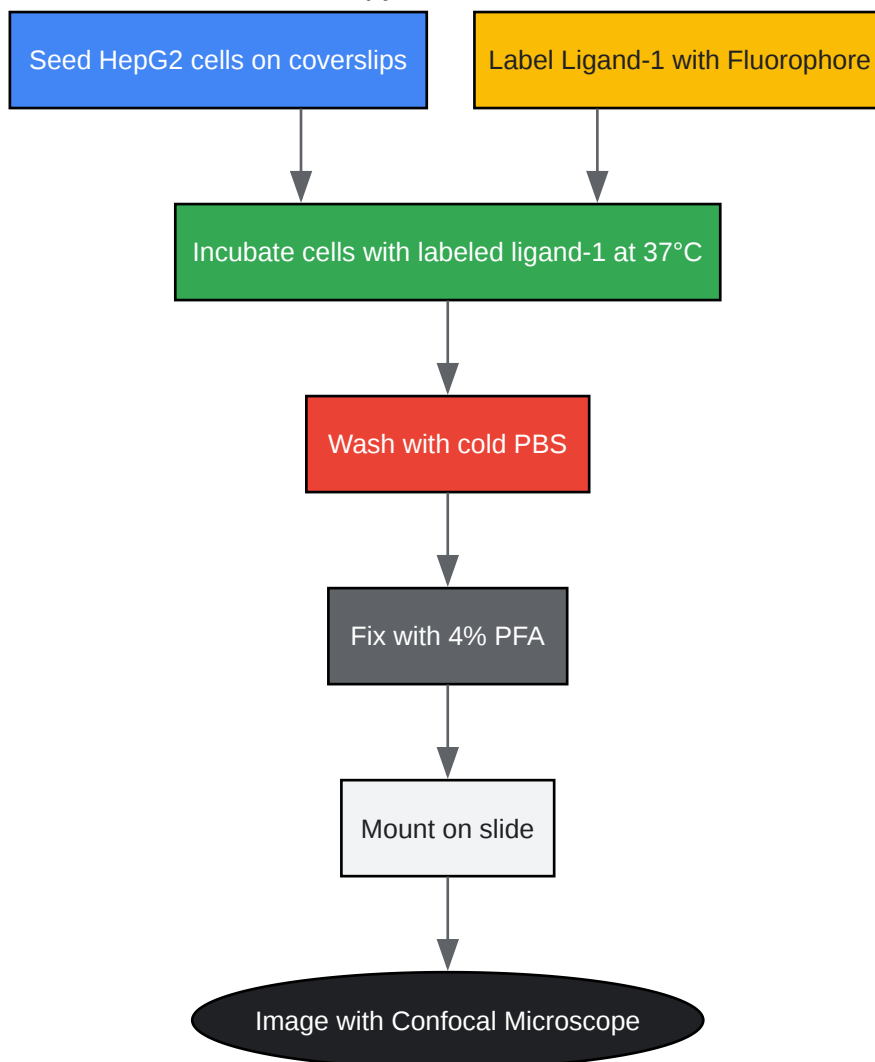 Seed HepG2 cells on coverslips
Label Ligand-1 with Fluorophore
Incubate cells with labeled ligand-1 at 37°C
Wash with cold PBS
Fix with 4% PFA
Mount on slide
Image with Confocal Microscope